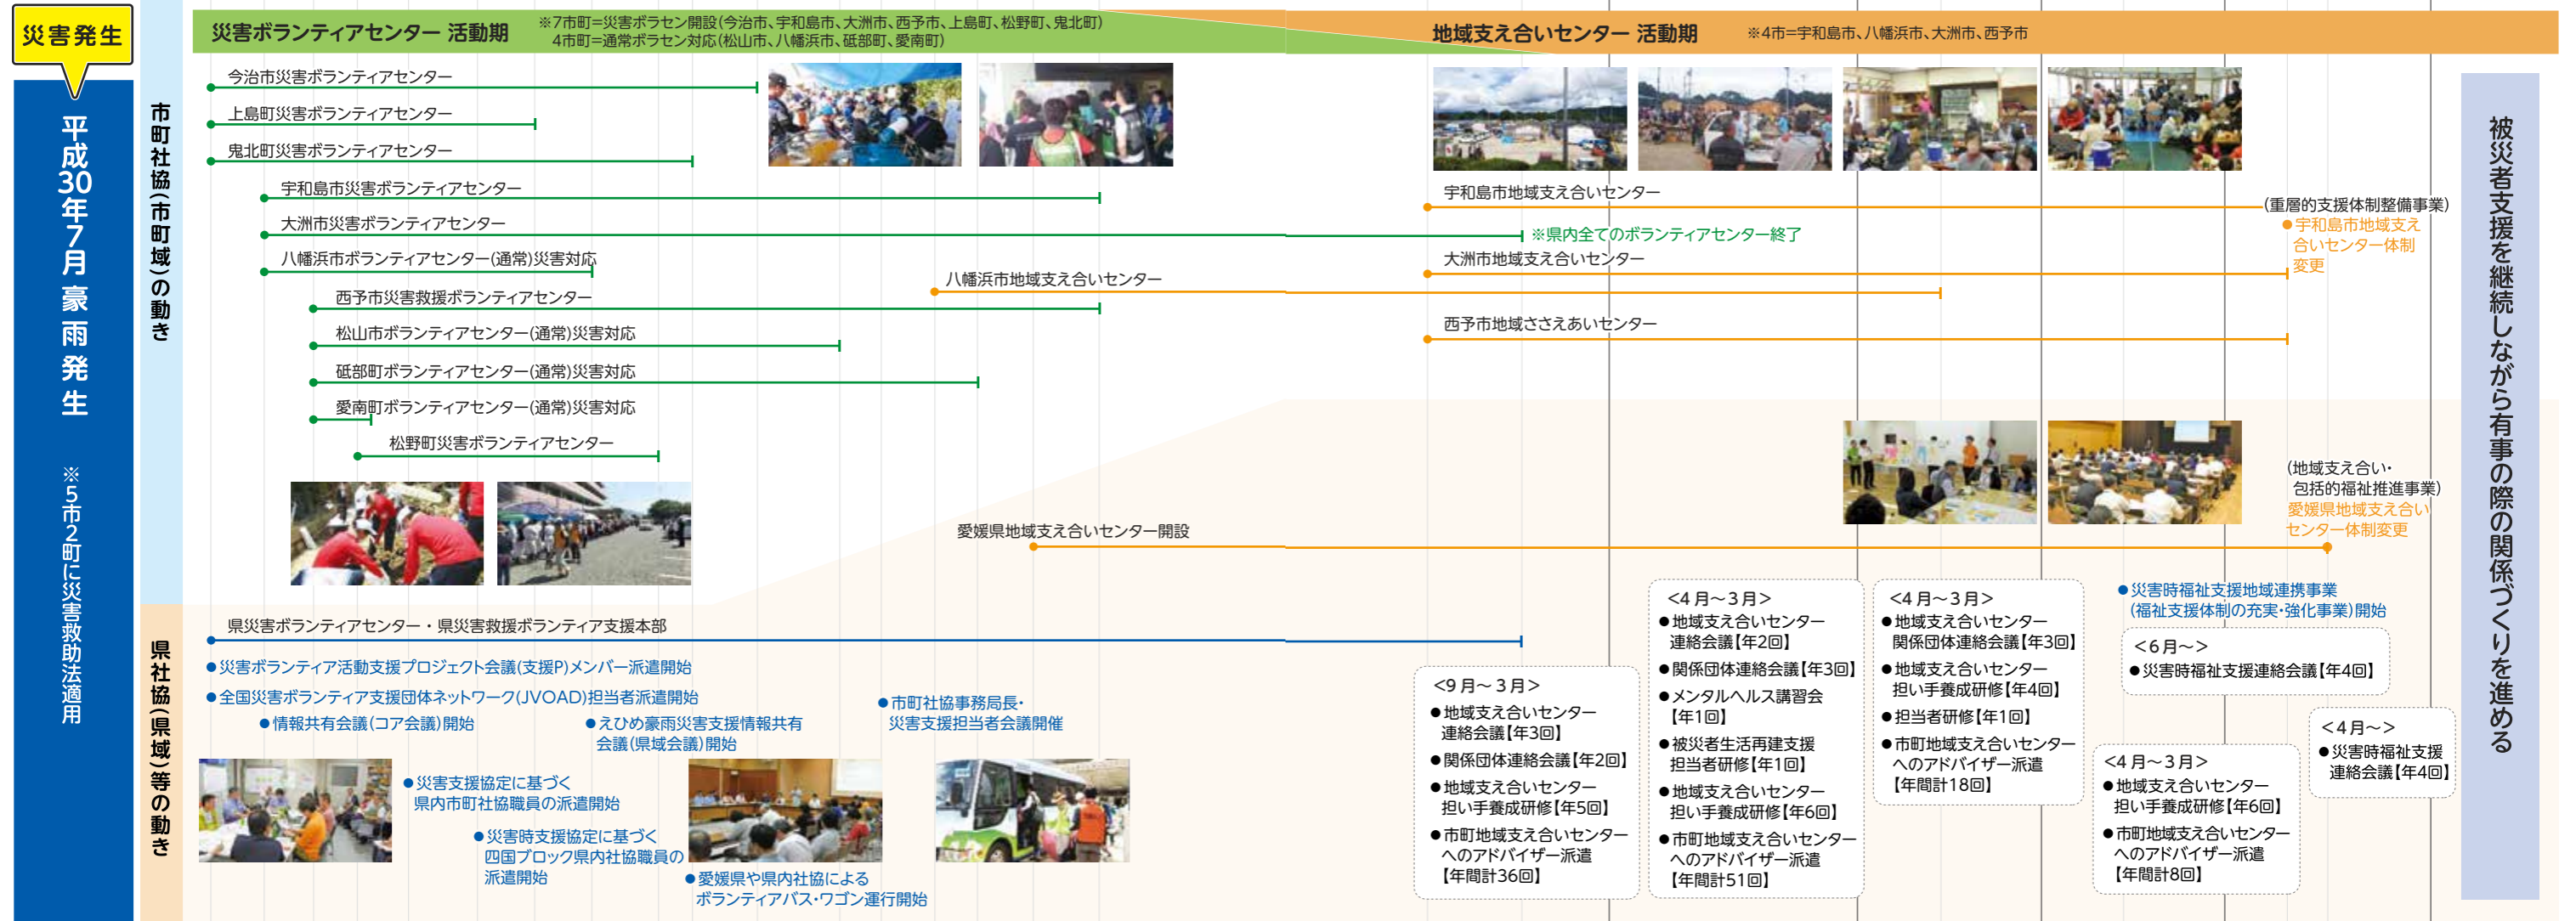 災害発生
平成30年7月豪雨発生
※5市2町に災害救助法適用
市町社協(市町域)の動き
県社協(県域)等の動き
災害ボランティアセンター 活動期
※7市町=災害ボラセン開設(今治市、宇和島市、大洲市、西予市、上島町、松野町、鬼北町)
4市町=通常ボラセン対応(松山市、八幡浜市、砥部町、愛南町)
地域支え合いセンター 活動期
※4市=宇和島市、八幡浜市、大洲市、西予市
今治市災害ボランティアセンター
上島町災害ボランティアセンター
鬼北町災害ボランティアセンター
宇和島市災害ボランティアセンター
大洲市災害ボランティアセンター
※県内全てのボランティアセンター終了
八幡浜市ボランティアセンター(通常)災害対応
西予市災害救援ボランティアセンター
松山市ボランティアセンター(通常)災害対応
砥部町ボランティアセンター(通常)災害対応
愛南町ボランティアセンター(通常)災害対応
松野町災害ボランティアセンター
八幡浜市地域支え合いセンター
宇和島市地域支え合いセンター
(重層的支援体制整備事業)
●宇和島市地域支え
合いセンター体制
変更
大洲市地域支え合いセンター
西予市地域ささえあいセンター
愛媛県地域支え合いセンター開設
(地域支え合い・
包括的福祉推進事業)
愛媛県地域支え合い
センター体制変更
県災害ボランティアセンター・県災害救援ボランティア支援本部
●災害ボランティア活動支援プロジェクト会議(支援P)メンバー派遣開始
●全国災害ボランティア支援団体ネットワーク(JVOAD)担当者派遣開始
●情報共有会議(コア会議)開始
●えひめ豪雨災害支援情報共有
会議(県域会議)開始
●市町社協事務局長・
災害支援担当者会議開催
●災害支援協定に基づく
県内市町社協職員の派遣開始
●災害時支援協定に基づく
四国ブロック県内社協職員の
派遣開始
●愛媛県や県内社協による
ボランティアバス・ワゴン運行開始
<9月～3月>
●地域支え合いセンター
連絡会議【年3回】
●関係団体連絡会議【年2回】
●地域支え合いセンター
担い手養成研修【年5回】
●市町地域支え合いセンター
へのアドバイザー派遣
【年間計36回】
<4月～3月>
●地域支え合いセンター
連絡会議【年2回】
●関係団体連絡会議【年3回】
●メンタルヘルス講習会
【年1回】
●被災者生活再建支援
担当者研修【年1回】
●地域支え合いセンター
担い手養成研修【年6回】
●市町地域支え合いセンター
へのアドバイザー派遣
【年間計51回】
<4月～3月>
●地域支え合いセンター
関係団体連絡会議【年3回】
●地域支え合いセンター
担い手養成研修【年4回】
●担当者研修【年1回】
●市町地域支え合いセンター
へのアドバイザー派遣
【年間計18回】
●災害時福祉支援地域連携事業
(福祉支援体制の充実・強化事業)開始
<6月～>
●災害時福祉支援連絡会議【年4回】
<4月～3月>
●地域支え合いセンター
担い手養成研修【年6回】
●市町地域支え合いセンター
へのアドバイザー派遣
【年間計8回】
<4月～>
●災害時福祉支援
連絡会議【年4回】
被災者支援を継続しながら有事の際の関係づくりを進める